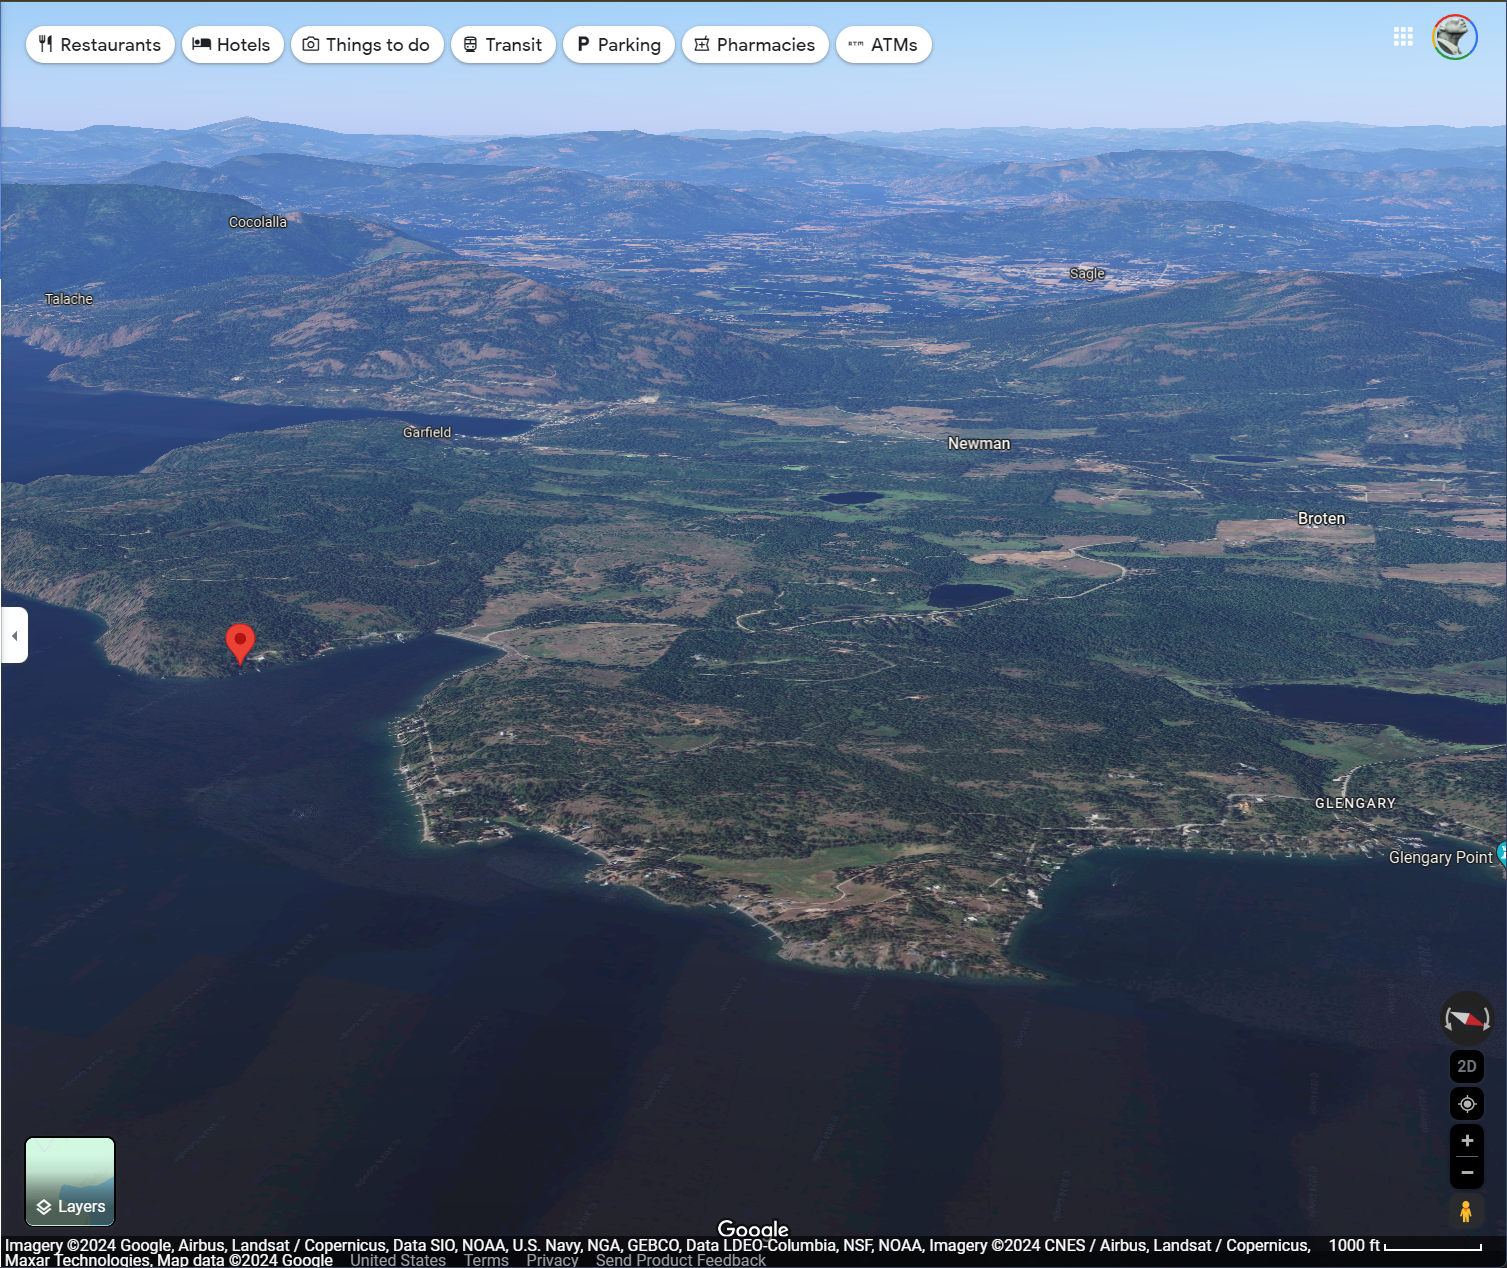 Restaurants
Hotels
Things to do
Transit
P Parking
Pharmacies
ATM ATMs
Cocolalla
Sagle
Talache
Garfield
Newman
Broten
GLENGARY
Glengary Point
2D
+
−
Layers
Google
Imagery ©2024 Google, Airbus, Landsat / Copernicus, Data SIO, NOAA, U.S. Navy, NGA, GEBCO, Data LDEO-Columbia, NSF, NOAA, Imagery ©2024 CNES / Airbus, Landsat / Copernicus, 1000 ft
Maxar Technologies, Map data ©2024 Google United States Terms Privacy Send Product Feedback